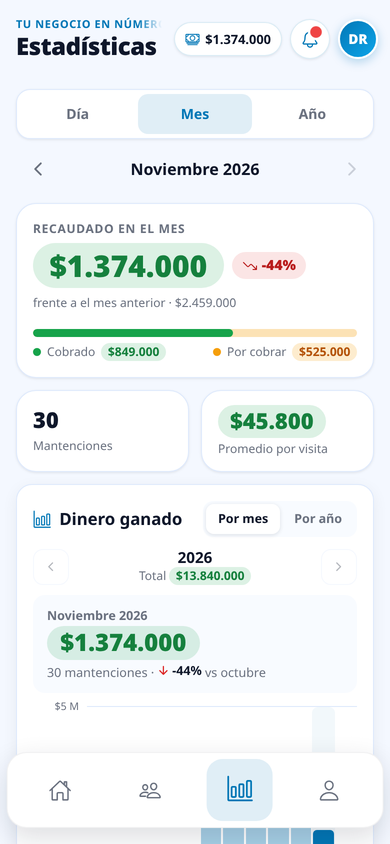 TU NEGOCIO EN NÚMER
Estadísticas
$1.374.000
DR
Día
Mes
Año
Noviembre 2026
RECAUDADO EN EL MES
$1.374.000
-44%
frente a el mes anterior · $2.459.000
Cobrado $849.000
Por cobrar $525.000
30
Mantenciones
$45.800
Promedio por visita
Dinero ganado
Por mes
Por año
2026
Total $13.840.000
Noviembre 2026
$1.374.000
30 mantenciones · ↓ -44% vs octubre
$5 M